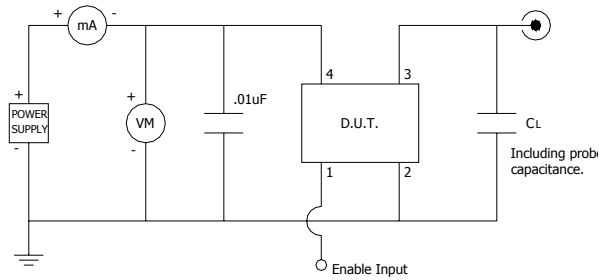 + mA -
+
POWER
SUPPLY
-
+
VM
-
.01uF
4
3
D.U.T.
1
2
CL
Including probe
capacitance.
Enable Input